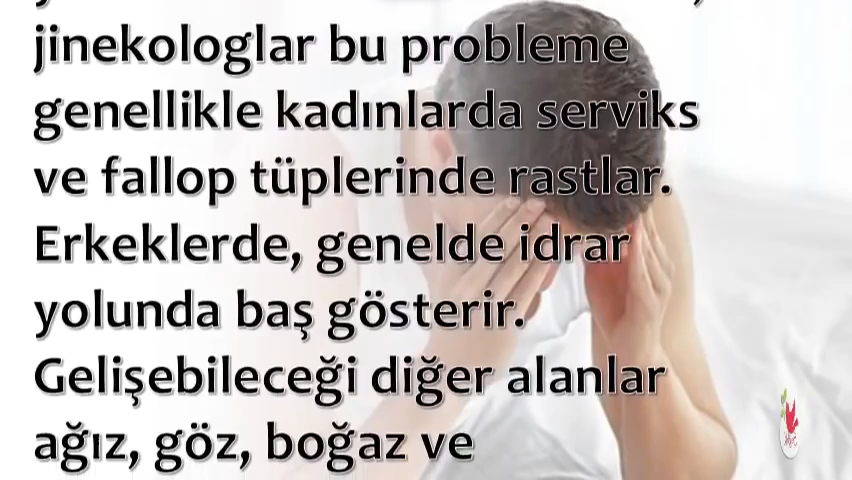 jinekologlar bu probleme
genellikle kadınlarda serviks
ve fallop tüplerinde rastlar.
Erkeklerde, genelde idrar
yolunda baş gösterir.
Gelişebileceği diğer alanlar
ağız, göz, boğaz ve